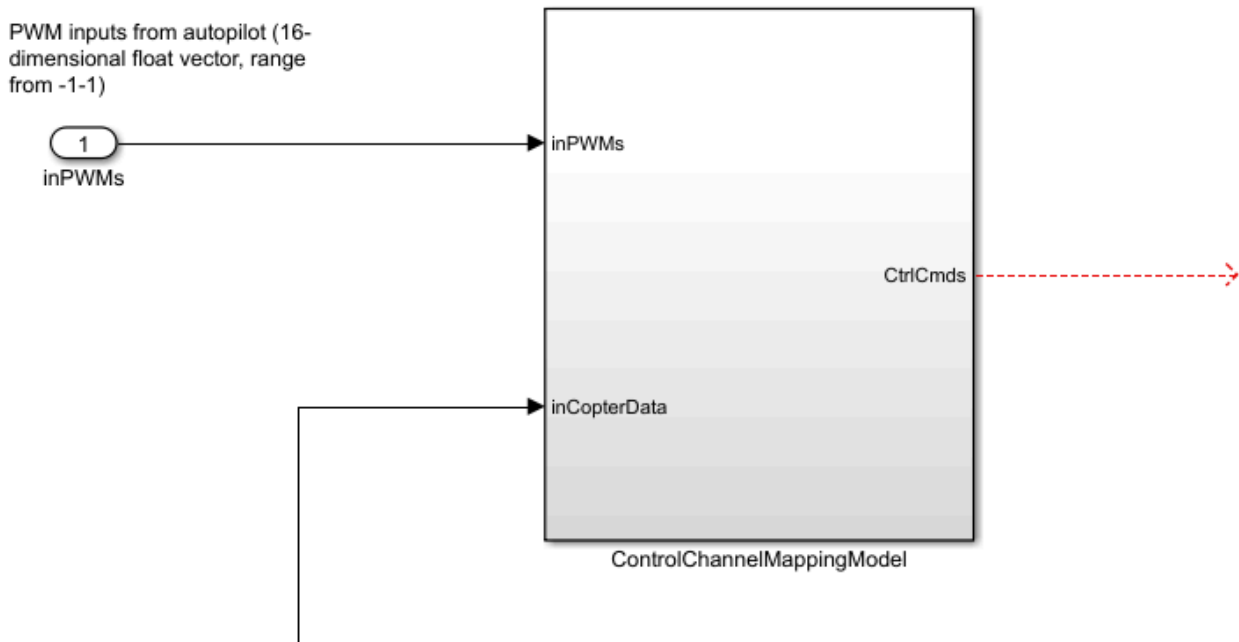 PWM inputs from autopilot (16-
dimensional float vector, range
from -1-1)
1
inPWMs
inPWMs
CtrlCmds
inCopterData
ControlChannelMappingModel